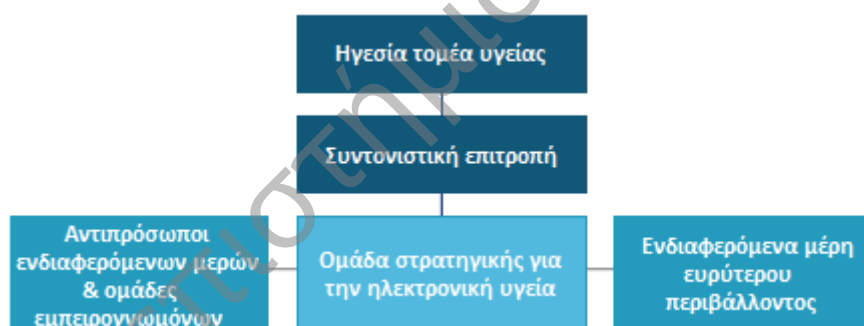 Ηγεσία τομέα υγείας
Συντονιστική επιτροπή
Αντιπρόσωποι
ενδιαφερόμενων μερών
& ομάδες
εμπειρογνωμόνων
Ομάδα στρατηγικής για
την ηλεκτρονική υγεία
Ενδιαφερόμενα μέρη
ευρύτερου
περιβάλλοντος